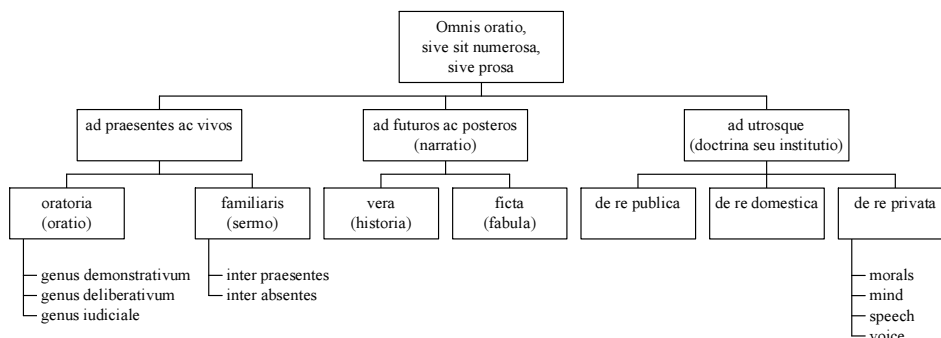 Omnis oratio,
sive sit numerosa,
sive prosa
ad praesentes ac vivos
ad futuros ac posteros
(narratio)
ad utrosque
(doctrina seu institutio)
oratoria
(oratio)
familiaris
(sermo)
vera
(historia)
ficta
(fabula)
de re publica
de re domestica
de re privata
genus demonstrativum
genus deliberativum
genus iudiciale
inter praesentes
inter absentes
morals
mind
speech
voice